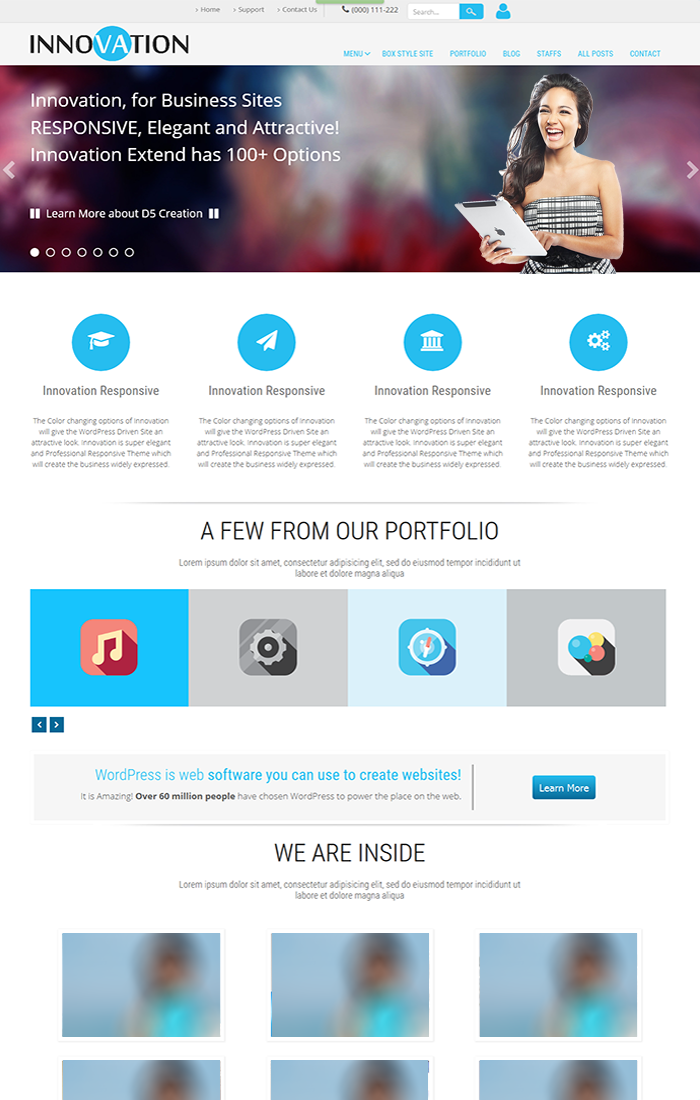 Home Support Contact Us (000) 111-222 Search...
INNOVATION
MENU BOX STYLE SITE PORTFOLIO BLOG STAFFS ALL POSTS CONTACT
Innovation, for Business Sites
RESPONSIVE, Elegant and Attractive!
Innovation Extend has 100+ Options
Learn More about D5 Creation
Innovation Responsive
The Color changing options of Innovation
will give the WordPress Driven Site an
attractive look. Innovation is super elegant
and Professional Responsive Theme which
will create the business widely expressed.
Innovation Responsive
The Color changing options of Innovation
will give the WordPress Driven Site an
attractive look. Innovation is super elegant
and Professional Responsive Theme which
will create the business widely expressed.
Innovation Responsive
The Color changing options of Innovation
will give the WordPress Driven Site an
attractive look. Innovation is super elegant
and Professional Responsive Theme which
will create the business widely expressed.
Innovation Responsive
The Color changing options of Innovation
will give the WordPress Driven Site an
attractive look. Innovation is super elegant
and Professional Responsive Theme which
will create the business widely expressed.
A FEW FROM OUR PORTFOLIO
Lorem ipsum dolor sit amet, consectetur adipisicing elit, sed do eiusmod tempor incididunt ut
labore et dolore magna aliqua
WordPress is web software you can use to create websites!
It is Amazing! Over 60 million people have chosen WordPress to power the place on the web.
Learn More
WE ARE INSIDE
Lorem ipsum dolor sit amet, consectetur adipisicing elit, sed do eiusmod tempor incididunt ut
labore et dolore magna aliqua